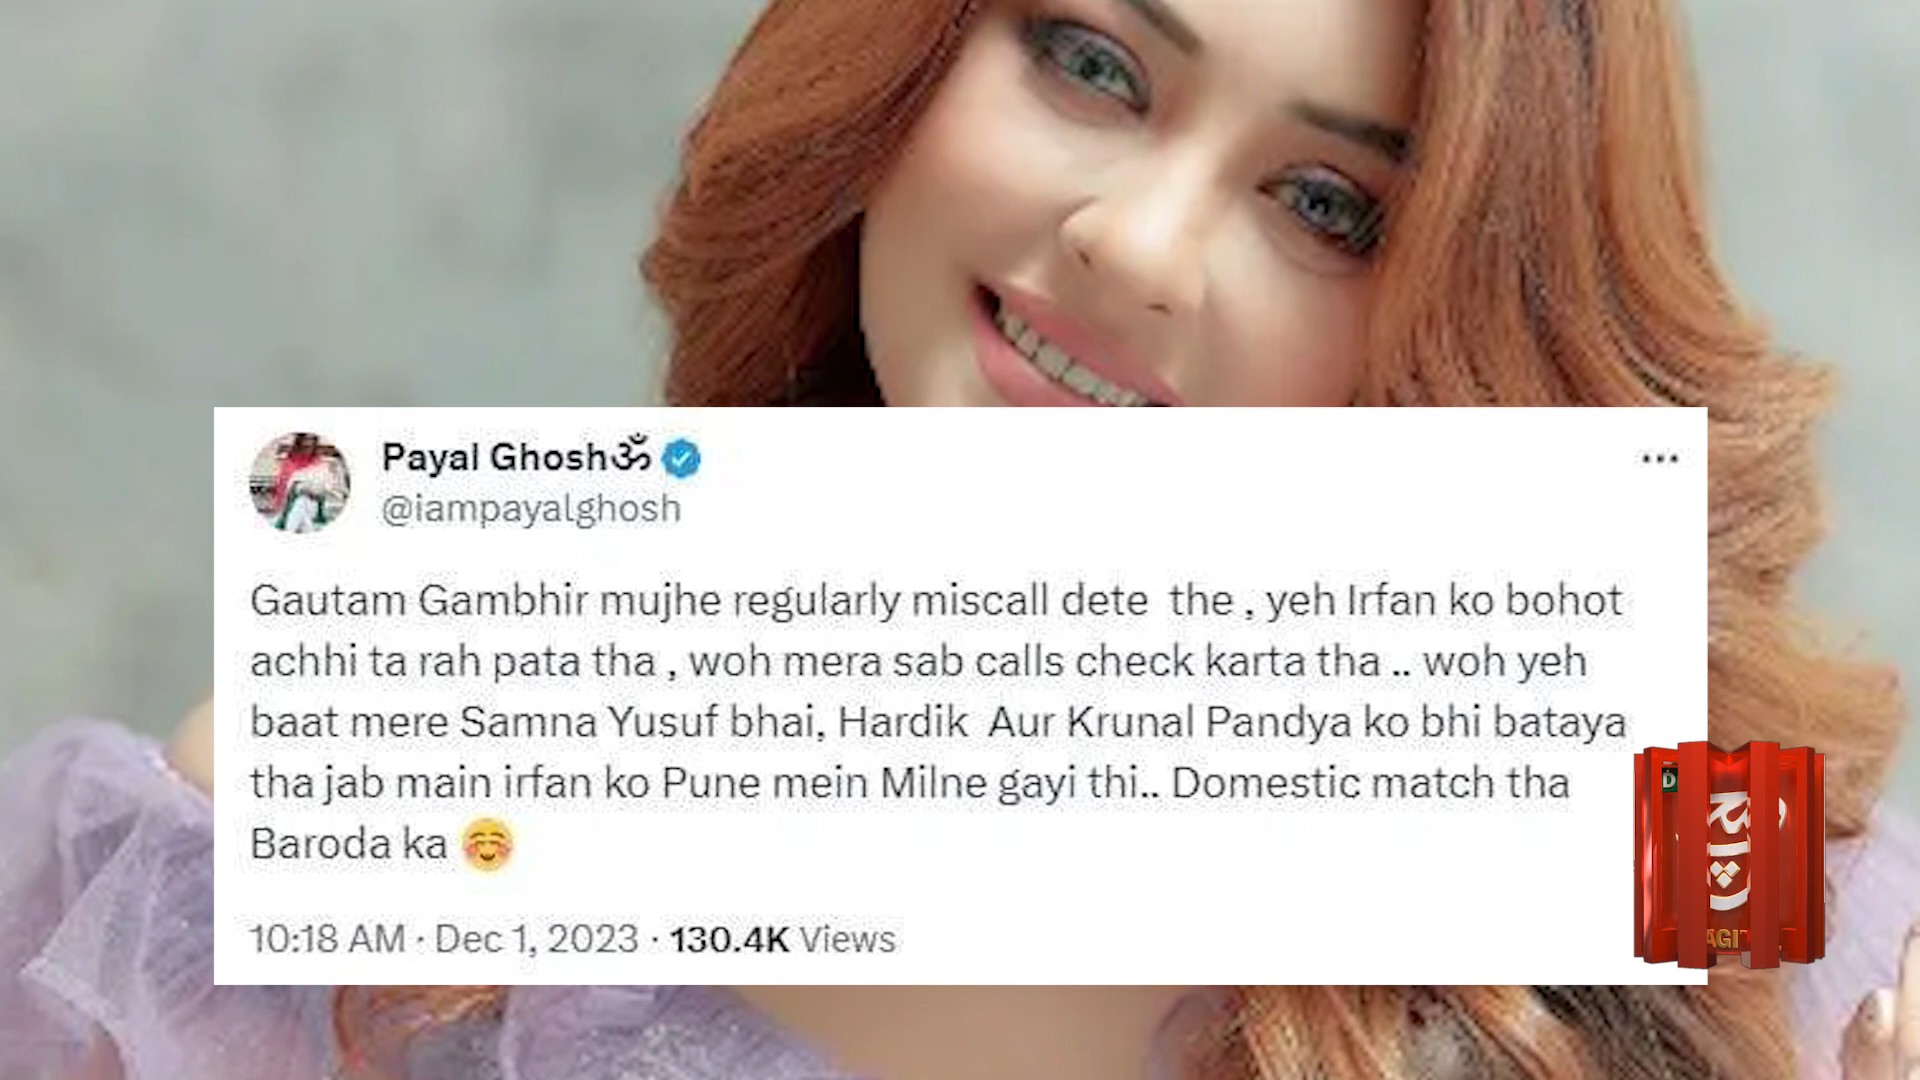 Payal Ghoshॐ
@iampayalghosh
Gautam Gambhir mujhe regularly miscall dete the , yeh Irfan ko bohot
achhi ta rah pata tha , woh mera sab calls check karta tha .. woh yeh
baat mere Samna Yusuf bhai, Hardik Aur Krunal Pandya ko bhi bataya
tha jab main irfan ko Pune mein Milne gayi thi.. Domestic match tha
Baroda ka ☺️
10:18 AM · Dec 1, 2023 · 130.4K Views